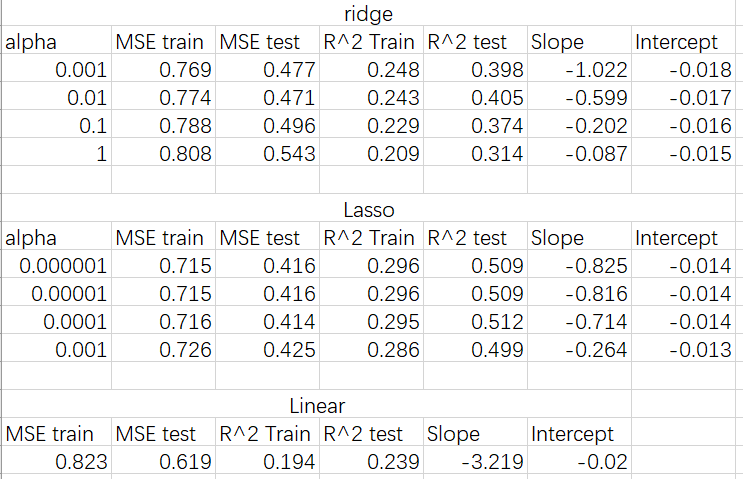 ridge
alpha MSE train MSE test R^2 Train R^2 test Slope Intercept
0.001 0.769 0.477 0.248 0.398 -1.022 -0.018
0.01 0.774 0.471 0.243 0.405 -0.599 -0.017
0.1 0.788 0.496 0.229 0.374 -0.202 -0.016
1 0.808 0.543 0.209 0.314 -0.087 -0.015
Lasso
alpha MSE train MSE test R^2 Train R^2 test Slope Intercept
0.000001 0.715 0.416 0.296 0.509 -0.825 -0.014
0.00001 0.715 0.416 0.296 0.509 -0.816 -0.014
0.0001 0.716 0.414 0.295 0.512 -0.714 -0.014
0.001 0.726 0.425 0.286 0.499 -0.264 -0.013
Linear
MSE train MSE test R^2 Train R^2 test Slope Intercept
0.823 0.619 0.194 0.239 -3.219 -0.02